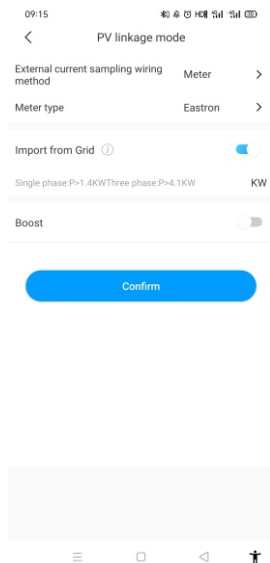 09:15
PV linkage mode
External current sampling wiring
method
Meter
Meter type
Eastron
Import from Grid
Single phase:P>1.4KWThree phase:P>4.1KW
KW
Boost
Confirm